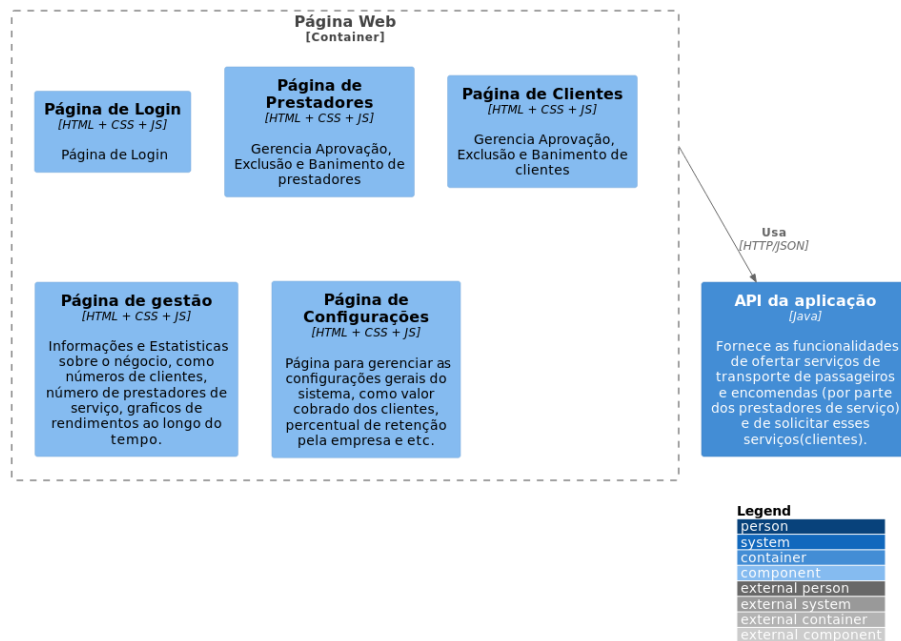 Página Web
[Container]
Página de Login
[HTML + CSS + JS]
Página de Login
Página de
Prestadores
[HTML + CSS + JS]
Gerencia Aprovação,
Exclusão e Banimento de
prestadores
Paǵina de Clientes
[HTML + CSS + JS]
Gerencia Aprovação,
Exclusão e Banimento de
clientes
Usa
[HTTP/JSON]
Página de gestão
[HTML + CSS + JS]
Informações e Estatisticas
sobre o négocio, como
números de clientes,
número de prestadores de
serviço, graficos de
rendimentos ao longo do
tempo.
Página de
Configurações
[HTML + CSS + JS]
Página para gerenciar as
configurações gerais do
sistema, como valor
cobrado dos clientes,
percentual de retenção
pela empresa e etc.
API da aplicação
[Java]
Fornece as funcionalidades
de ofertar serviços de
transporte de passageiros
e encomendas (por parte
dos prestadores de serviço)
e de solicitar esses
serviços(clientes).
Legend
person
system
container
component
external person
external system
external container
external component